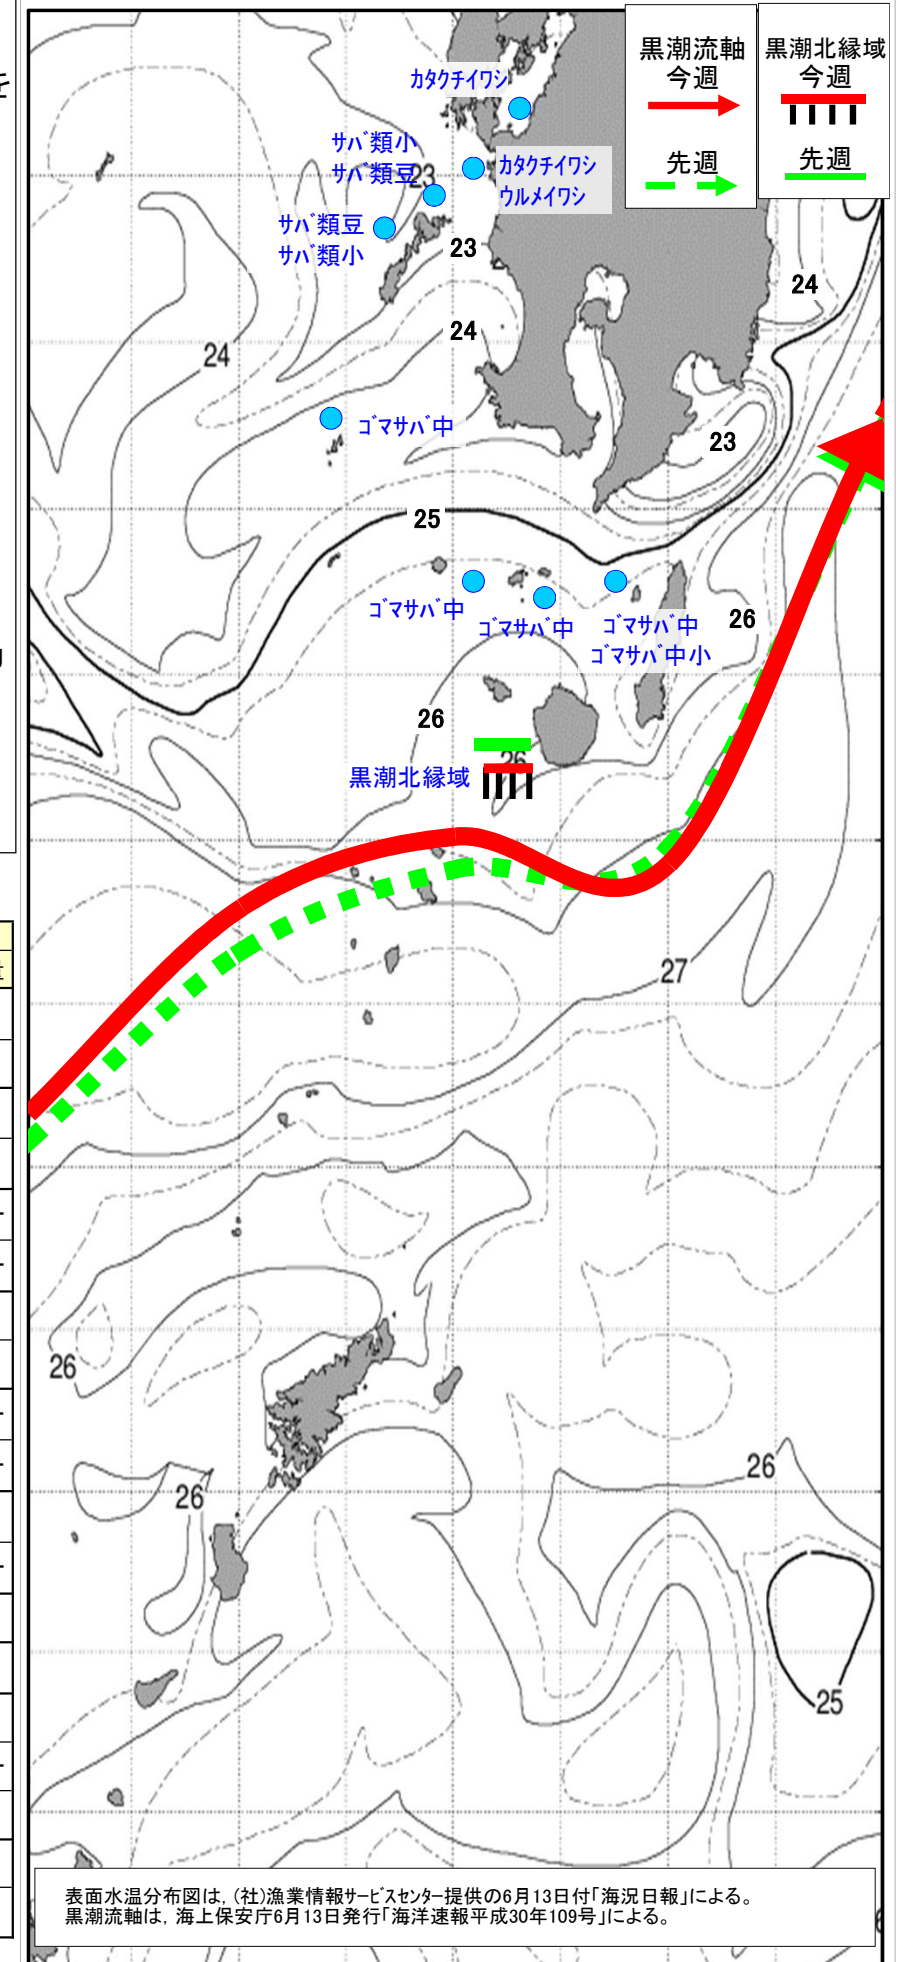 黒潮流軸
今週
先週
黒潮北縁域
今週
先週
を
カタクチイワシ
サバ類小
サバ類豆
23
カタクチイワシ
ウルメイワシ
サバ類豆
サバ類小
23
24
24
24
ゴマサバ中
23
25
ゴマサバ中
ゴマサバ中
ゴマサバ中
ゴマサバ中小
26
26
26
黒潮北縁域
27
26
26
26
25
表面水温分布図は，(社)漁業情報サービスセンター提供の6月13日付「海況日報」による。
黒潮流軸は，海上保安庁6月13日発行「海洋速報平成30年109号」による。